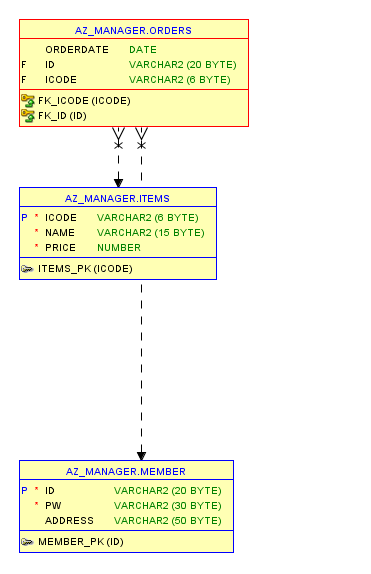 AZ_MANAGER.ORDERS
ORDERDATE DATE
F ID VARCHAR2 (20 BYTE)
F ICODE VARCHAR2 (6 BYTE)
FK_ICODE (ICODE)
FK_ID (ID)
AZ_MANAGER.ITEMS
P * ICODE VARCHAR2 (6 BYTE)
* NAME VARCHAR2 (15 BYTE)
* PRICE NUMBER
ITEMS_PK (ICODE)
AZ_MANAGER.MEMBER
P * ID VARCHAR2 (20 BYTE)
* PW VARCHAR2 (30 BYTE)
ADDRESS VARCHAR2 (50 BYTE)
MEMBER_PK (ID)